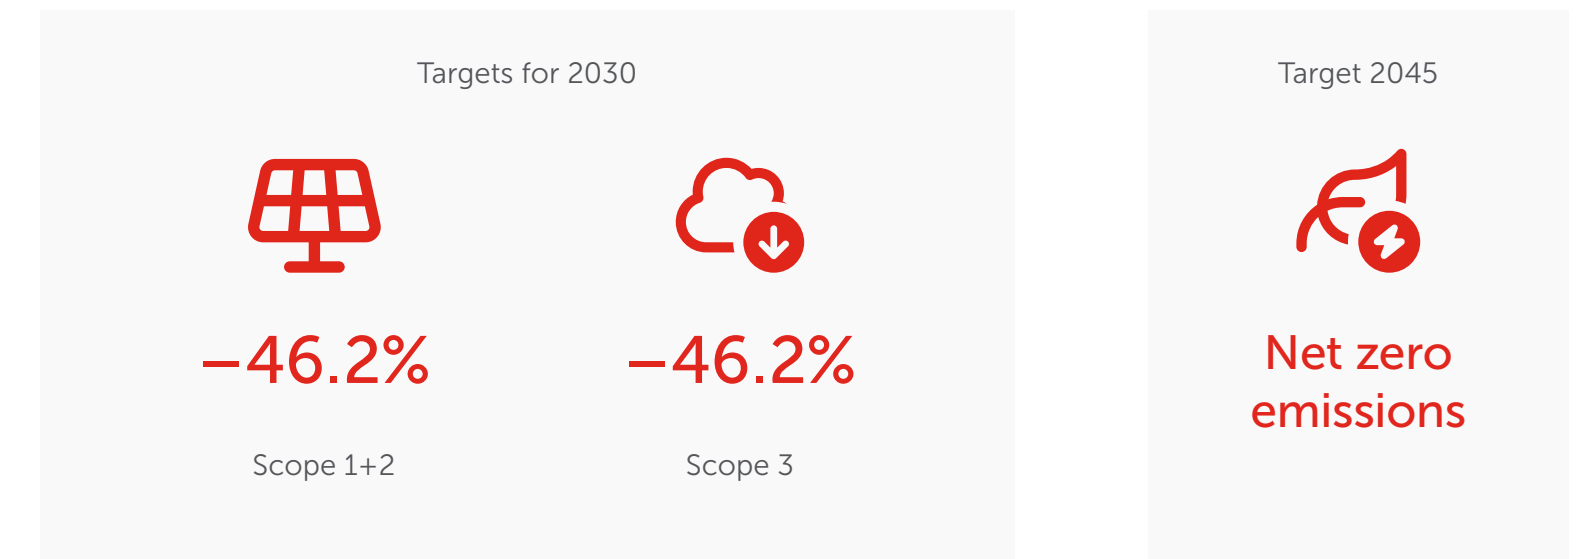 Targets for 2030
–46.2%
Scope 1+2
–46.2%
Scope 3
Target 2045
Net zero
emissions